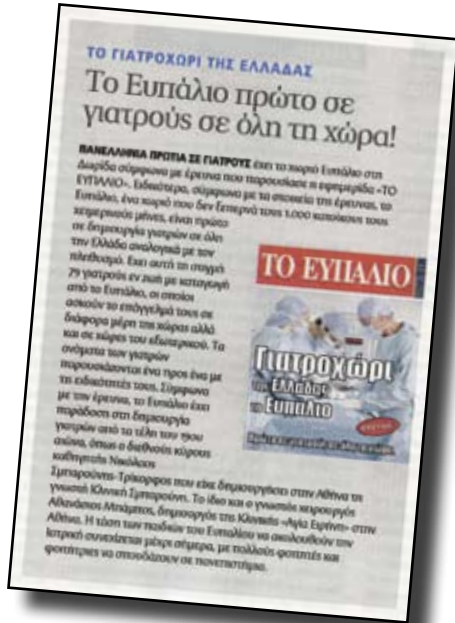 ΤΟ ΓΙΑΤΡΟΧΩΡΙ ΤΗΣ ΕΛΛΑΔΑΣ
Το Ευπάλιο πρώτο σε
γιατρούς σε όλη τη χώρα!
ΠΑΝΕΛΛΗΝΙΑ ΠΡΩΤΙΑ ΣΕ ΓΙΑΤΡΟΥΣ έχει το χωριό Ευπάλιο στη
Δωρίδα σύμφωνα με έρευνα που παρουσίασε η εφημερίδα «ΤΟ
ΕΥΠΑΛΙΟ». Ειδικότερα, σύμφωνα με τα στοιχεία της έρευνας, το
Ευπάλιο, ένα χωριό που δεν ξεπερνά τους 1.000 κατοίκους τους
χειμερινούς μήνες, είναι πρώτο
σε δημιουργία γιατρών σε όλη
την Ελλάδα αναλογικά με τον
πληθυσμό. Έχει αυτή τη στιγμή
79 γιατρούς εν ζωή με καταγωγή
από το Ευπάλιο, οι οποίοι
ασκούν το επάγγελμά τους σε
διάφορα μέρη της χώρας αλλά
και σε χώρες του εξωτερικού. Τα
ονόματα των γιατρών
παρουσιάζονται ένα προς ένα με
τις ειδικότητές τους. Σύμφωνα
με την έρευνα, το Ευπάλιο έχει
παράδοση στη δημιουργία
γιατρών από τα τέλη του 19ου
αιώνα, όπως ο διεθνούς κύρους
καθηγητής Νικόλαος
Σμπαρούνης-Τρίκορφος που είχε δημιουργήσει στην Αθήνα τη
γνωστή Κλινική Σμπαρούνη. Το ίδιο και ο γνωστός χειρουργός
Αθανάσιος Μπάμπος, δημιουργός της Κλινικής «Αγία Ειρήνη» στην
Αθήνα. Η τάση των παιδιών του Ευπαλίου να ακολουθούν την
Ιατρική συνεχίζεται μέχρι σήμερα, με πολλούς φοιτητές και
φοιτήτριες να σπουδάζουν σε πανεπιστήμια.
ΤΟ ΕΥΠΑΛΙΟ
Γιατροχώρι
της Ελλάδας
το Ευπάλιο